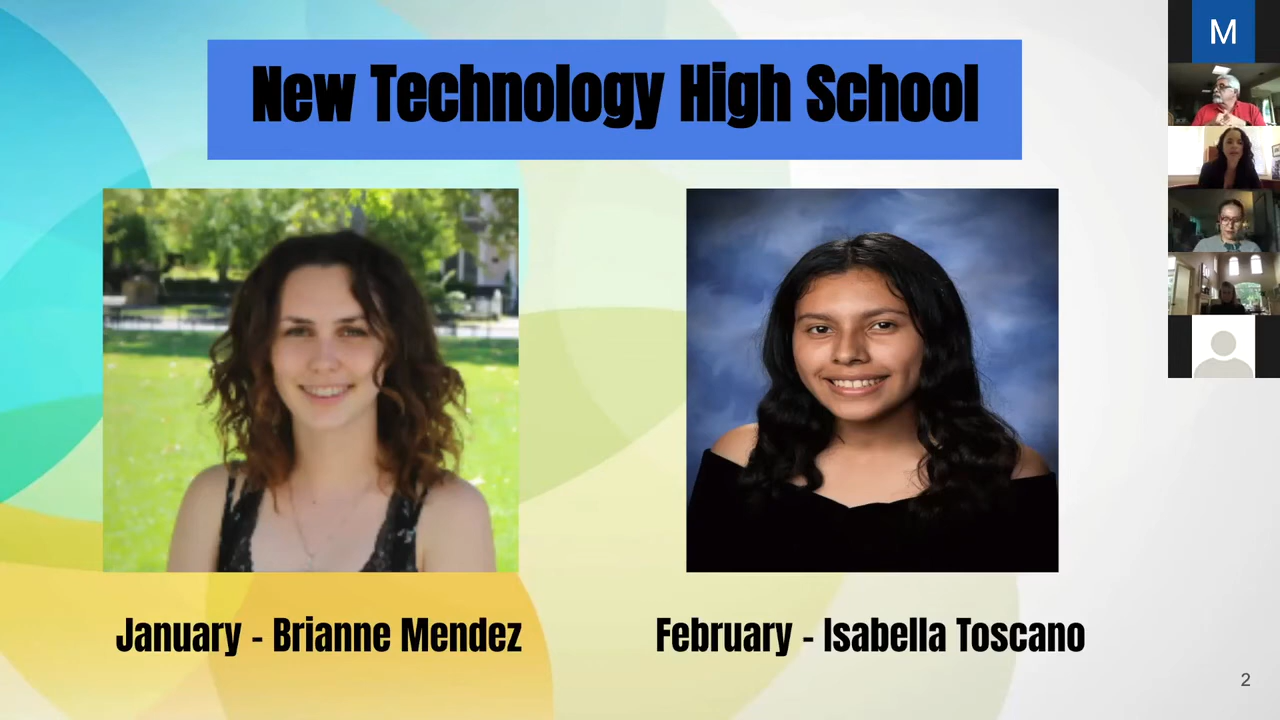 New Technology High School
M
January - Brianne Mendez
February - Isabella Toscano
2